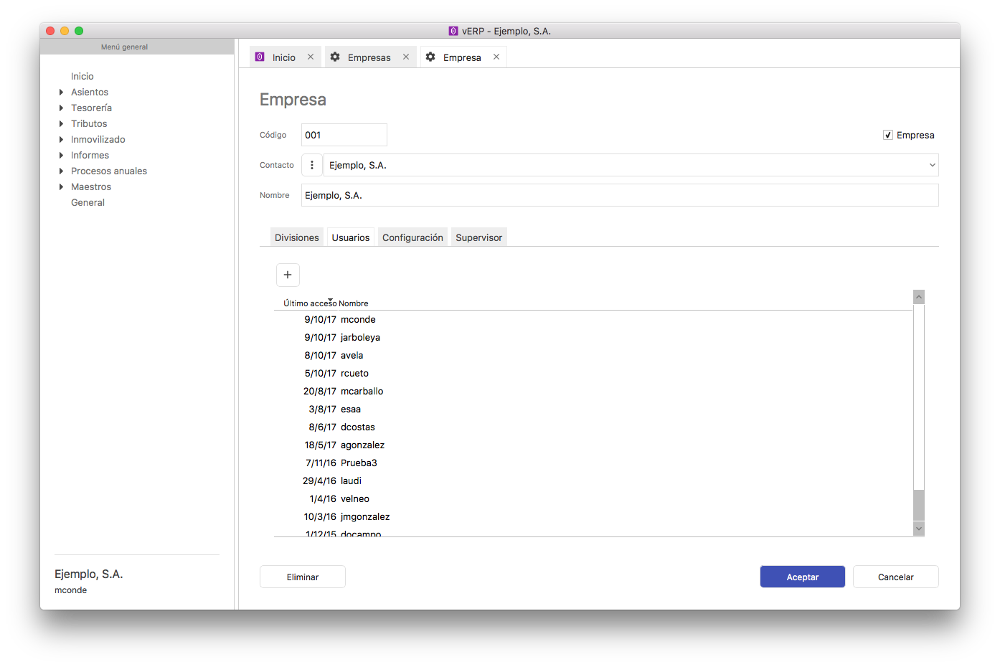 vERP - Ejemplo, S.A.
Menú general
Inicio
Asientos
Tesorería
Tributos
Inmovilizado
Informes
Procesos anuales
Maestros
General
Ejemplo, S.A.
mconde
Inicio Empresas Empresa
Empresa
Código 001 Empresa
Contacto Ejemplo, S.A.
Nombre Ejemplo, S.A.
Divisiones Usuarios Configuración Supervisor
+
Último acceso Nombre
9/10/17 mconde
9/10/17 jarboleya
8/10/17 avela
5/10/17 rcueto
20/8/17 mcarballo
3/8/17 esaa
8/6/17 dcostas
18/5/17 agonzalez
7/11/16 Prueba3
29/4/16 laudi
1/4/16 velneo
10/3/16 jmgonzalez
1/12/15 docampo
Eliminar Aceptar Cancelar